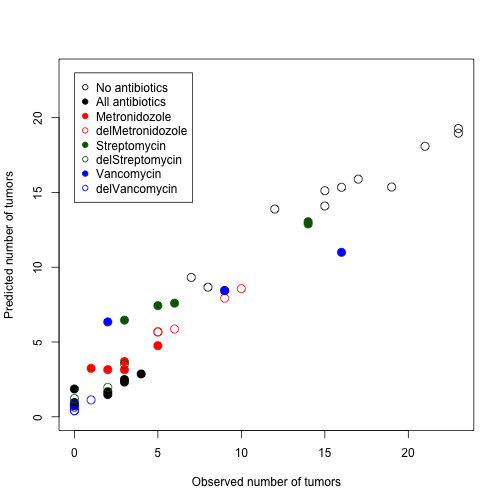 No antibiotics
All antibiotics
Metronidozole
delMetronidozole
Streptomycin
delStreptomycin
Vancomycin
delVancomycin
Predicted number of tumors
20
15
10
5
0
0 5 10 15 20
Observed number of tumors